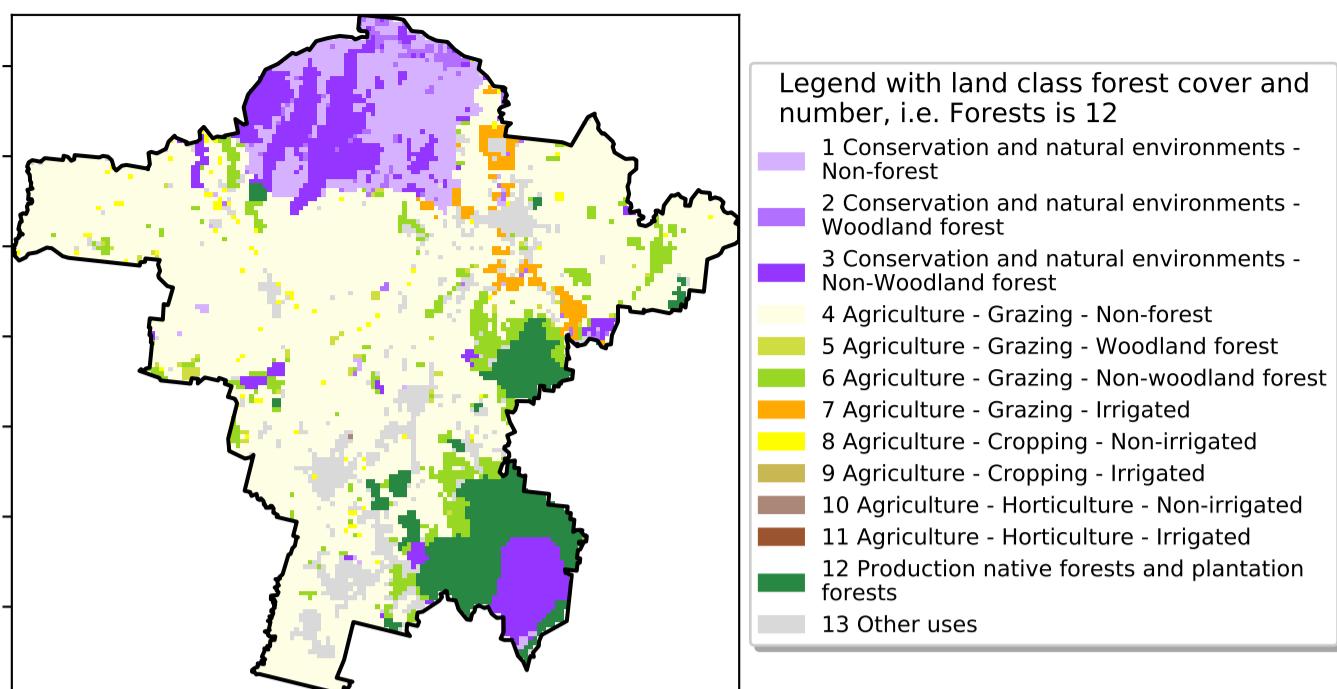 Legend with land class forest cover and
number, i.e. Forests is 12
1 Conservation and natural environments -
Non-forest
2 Conservation and natural environments -
Woodland forest
3 Conservation and natural environments -
Non-Woodland forest
4 Agriculture - Grazing - Non-forest
5 Agriculture - Grazing - Woodland forest
6 Agriculture - Grazing - Non-woodland forest
7 Agriculture - Grazing - Irrigated
8 Agriculture - Cropping - Non-irrigated
9 Agriculture - Cropping - Irrigated
10 Agriculture - Horticulture - Non-irrigated
11 Agriculture - Horticulture - Irrigated
12 Production native forests and plantation
forests
13 Other uses